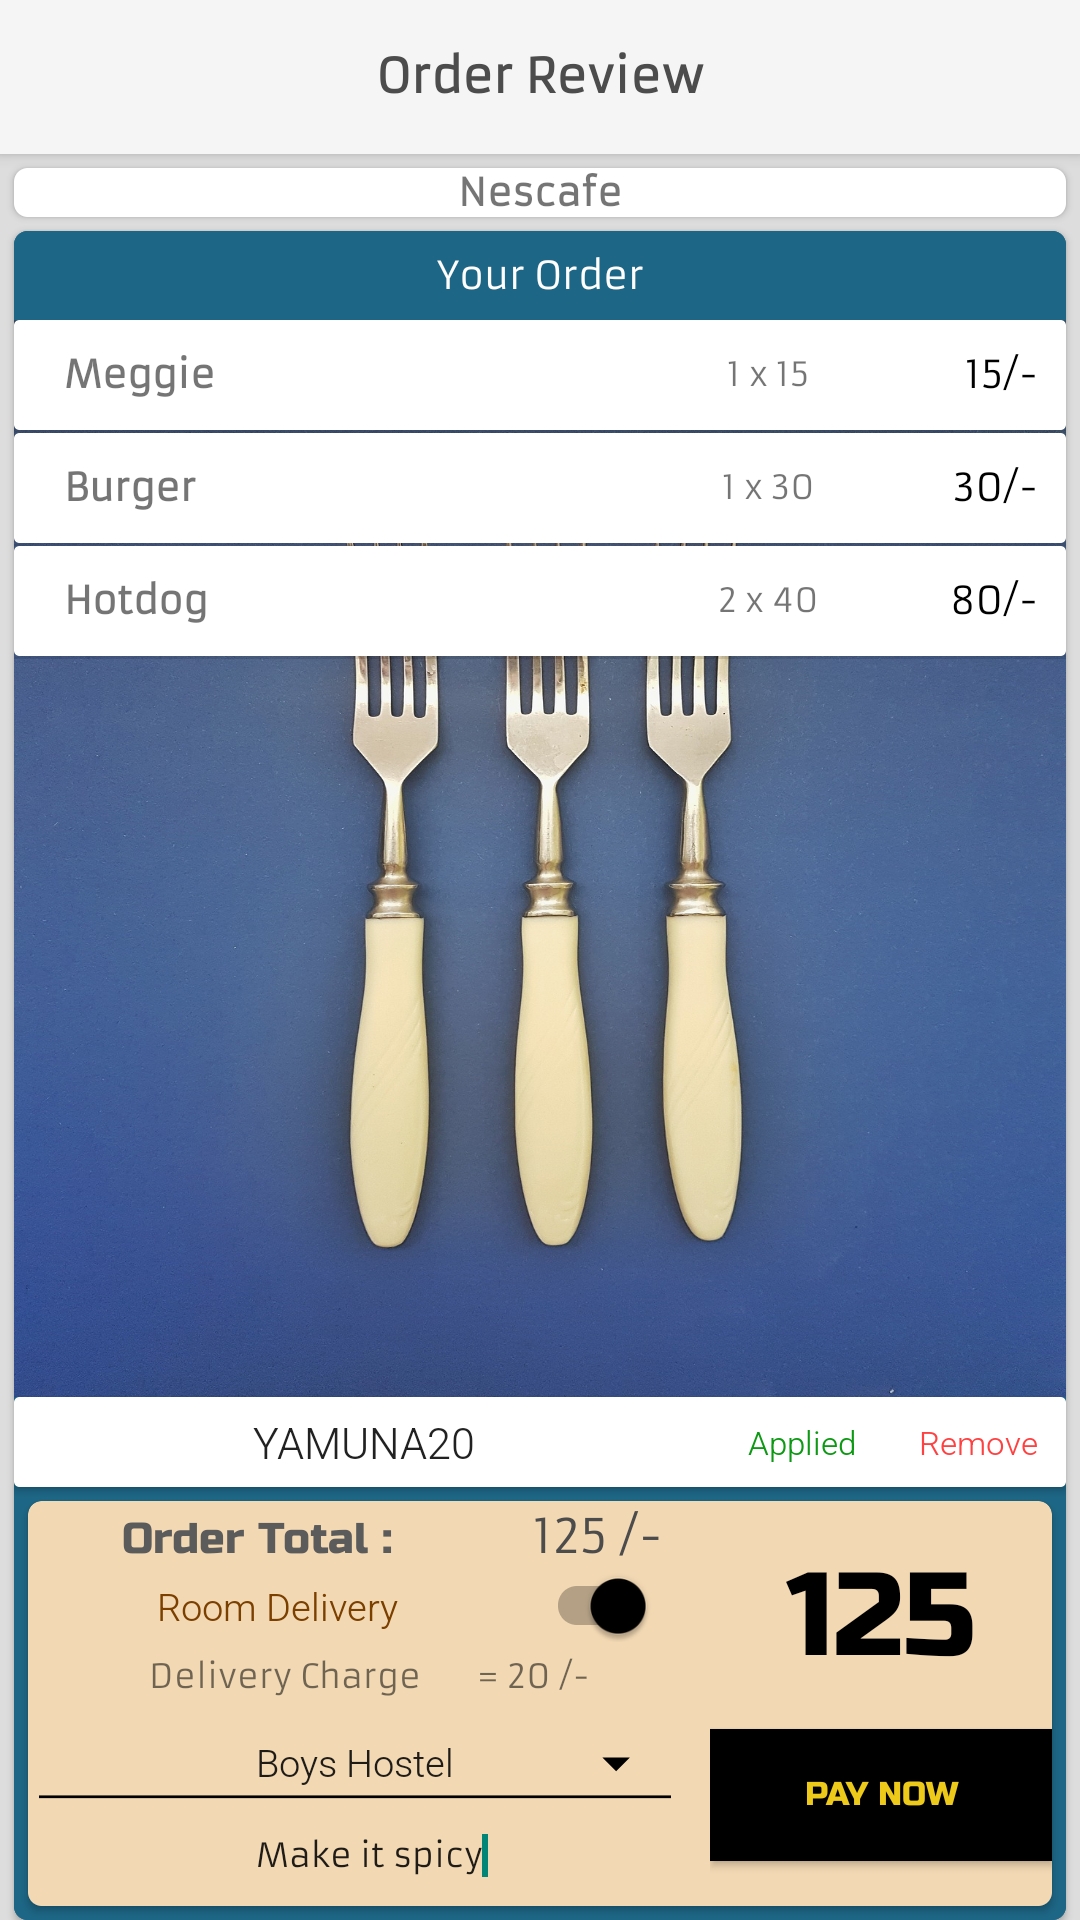 Order Review
Nescafe
Your Order
Meggie 1 x 15 15/-
Burger 1 x 30 30/-
Hotdog 2 x 40 80/-
YAMUNA20 Applied Remove
Order Total : 125 /-
Room Delivery
125
Delivery Charge = 20 /-
Boys Hostel
PAY NOW
Make it spicy